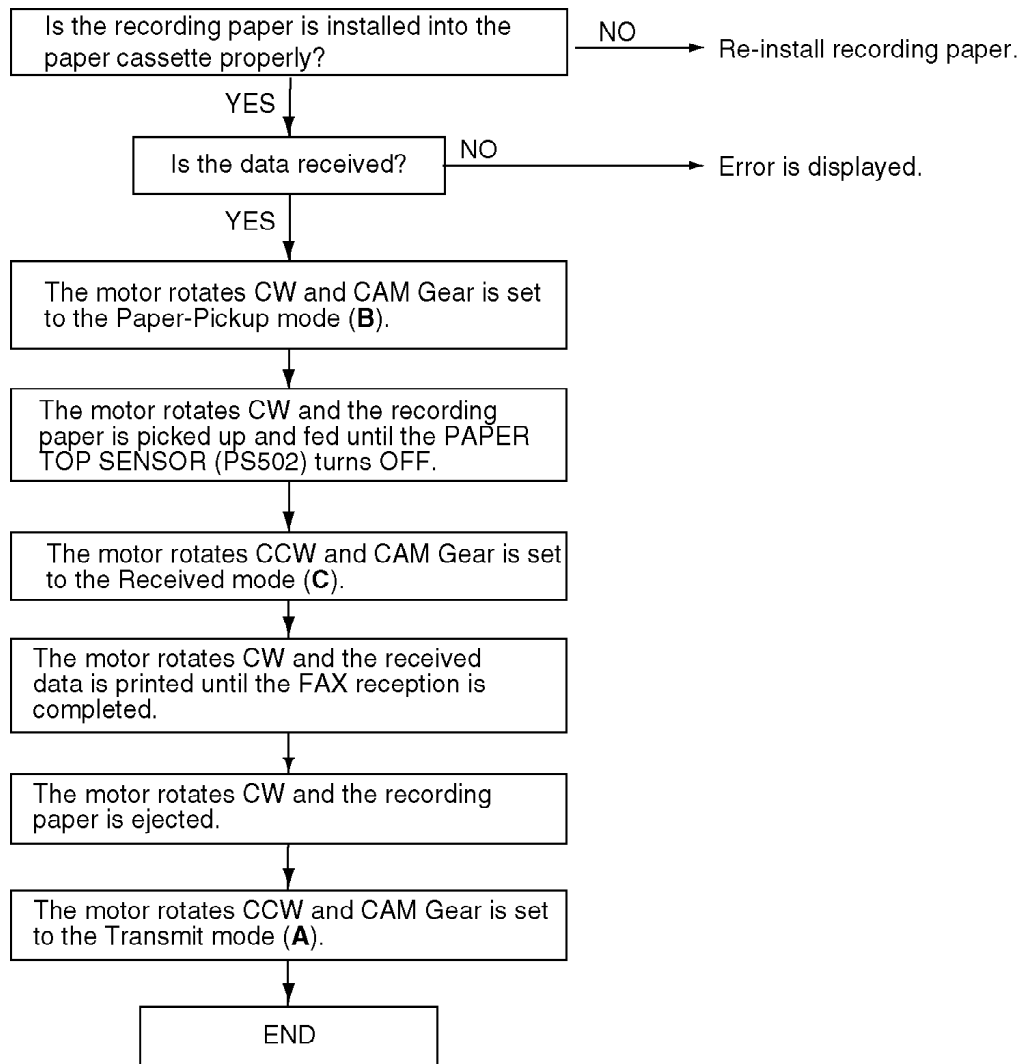 Is the recording paper is installed into the
paper cassette properly?
NO
Re-install recording paper.
YES
Is the data received?
NO
Error is displayed.
YES
The motor rotates CW and CAM Gear is set
to the Paper-Pickup mode (B).
The motor rotates CW and the recording
paper is picked up and fed until the PAPER
TOP SENSOR (PS502) turns OFF.
The motor rotates CCW and CAM Gear is set
to the Received mode (C).
The motor rotates CW and the received
data is printed until the FAX reception is
completed.
The motor rotates CW and the recording
paper is ejected.
The motor rotates CCW and CAM Gear is set
to the Transmit mode (A).
END